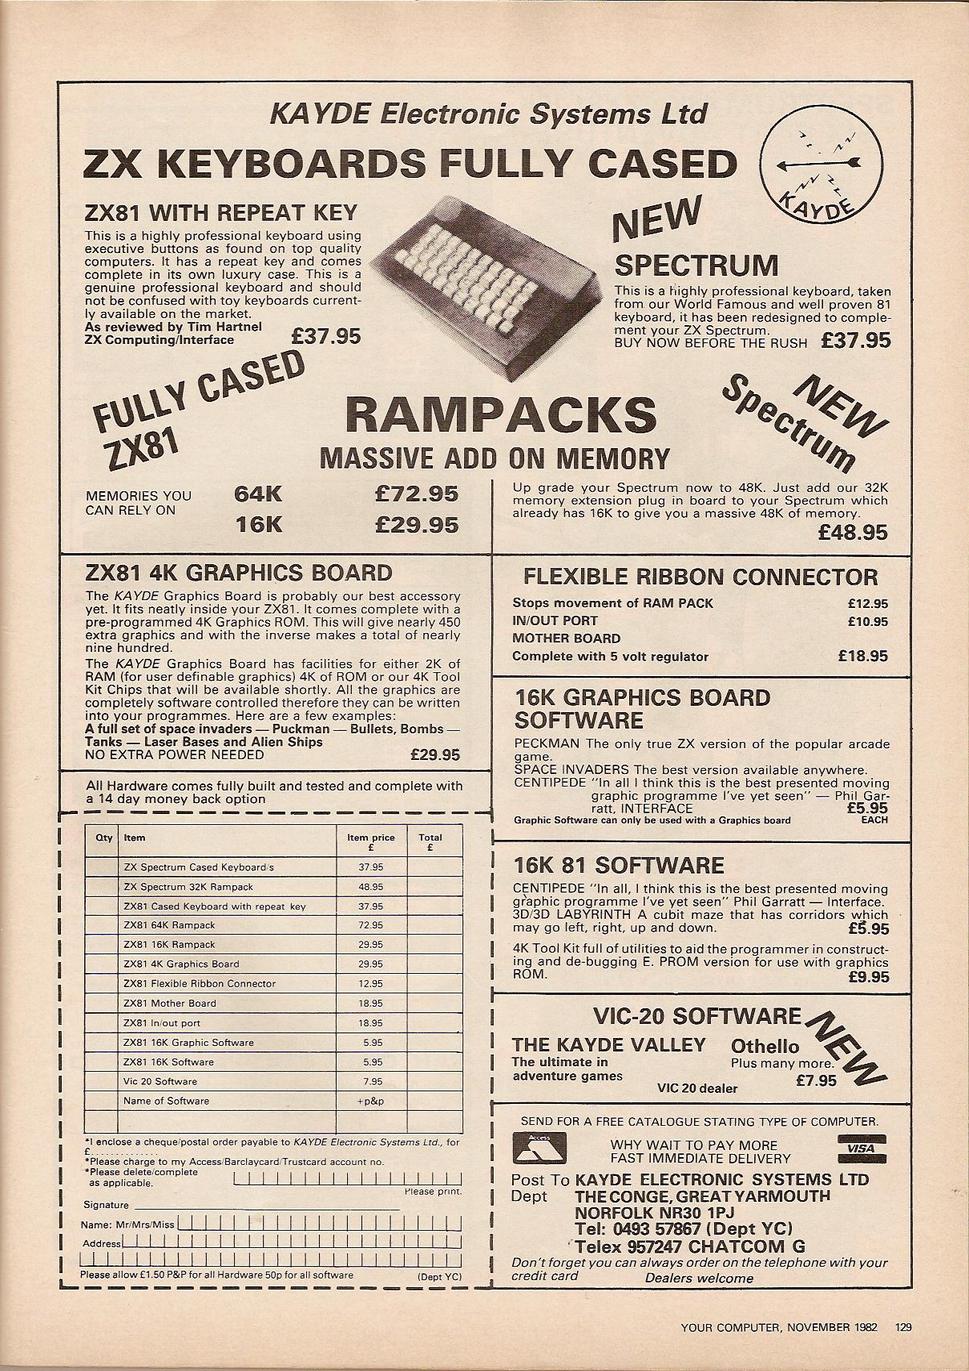 KAYDE Electronic Systems Ltd
ZX KEYBOARDS FULLY CASED
KAYDE
ZX81 WITH REPEAT KEY
This is a highly professional keyboard using
executive buttons as found on top quality
computers. It has a repeat key and comes
complete in its own luxury case. This is a
genuine professional keyboard and should
not be confused with toy keyboards current-
ly available on the market.
As reviewed by Tim Hartnel
ZX Computing/Interface £37.95
NEW
SPECTRUM
This is a highly professional keyboard, taken
from our World Famous and well proven 81
keyboard, it has been redesigned to comple-
ment your ZX Spectrum.
BUY NOW BEFORE THE RUSH £37.95
FULLY CASED
ZX81
RAMPACKS
MASSIVE ADD ON MEMORY
NEW
Spectrum
MEMORIES YOU
CAN RELY ON
64K £72.95
16K £29.95
Up grade your Spectrum now to 48K. Just add our 32K
memory extension plug in board to your Spectrum which
already has 16K to give you a massive 48K of memory.
£48.95
ZX81 4K GRAPHICS BOARD
The KAYDE Graphics Board is probably our best accessory
yet. It fits neatly inside your ZX81. It comes complete with a
pre-programmed 4K Graphics ROM. This will give nearly 450
extra graphics and with the inverse makes a total of nearly
nine hundred.
The KAYDE Graphics Board has facilities for either 2K of
RAM (for user definable graphics) 4K of ROM or our 4K Tool
Kit Chips that will be available shortly. All the graphics are
completely software controlled therefore they can be written
into your programmes. Here are a few examples:
A full set of space invaders — Puckman — Bullets, Bombs —
Tanks — Laser Bases and Alien Ships
NO EXTRA POWER NEEDED £29.95
All Hardware comes fully built and tested and complete with
a 14 day money back option
Qty Item Item price £ Total £
ZX Spectrum Cased Keyboard/s 37.95
ZX Spectrum 32K Rampack 48.95
ZX81 Cased Keyboard with repeat key 37.95
ZX81 64K Rampack 72.95
ZX81 16K Rampack 29.95
ZX81 4K Graphics Board 29.95
ZX81 Flexible Ribbon Connector 12.95
ZX81 Mother Board 18.95
ZX81 In/out port 18.95
ZX81 16K Graphic Software 5.95
ZX81 16K Software 5.95
Vic 20 Software 7.95
Name of Software +p&p
*I enclose a cheque/postal order payable to KAYDE Electronic Systems Ltd., for
£..............
*Please charge to my Access/Barclaycard/Trustcard account no.
*Please delete/complete
as applicable.
Please print.
Signature
Name: Mr/Mrs/Miss
Address
Please allow £1.50 P&P for all Hardware 50p for all software (Dept YC)
FLEXIBLE RIBBON CONNECTOR
Stops movement of RAM PACK £12.95
IN/OUT PORT £10.95
MOTHER BOARD
Complete with 5 volt regulator £18.95
16K GRAPHICS BOARD
SOFTWARE
PECKMAN The only true ZX version of the popular arcade
game.
SPACE INVADERS The best version available anywhere.
CENTIPEDE "In all I think this is the best presented moving
graphic programme I've yet seen" — Phil Gar-
ratt, INTERFACE £5.95
Graphic Software can only be used with a Graphics board EACH
16K 81 SOFTWARE
CENTIPEDE "In all, I think this is the best presented moving
graphic programme I've yet seen" Phil Garratt — Interface.
3D/3D LABYRINTH A cubit maze that has corridors which
may go left, right, up and down. £5.95
4K Tool Kit full of utilities to aid the programmer in construct-
ing and de-bugging E. PROM version for use with graphics
ROM. £9.95
VIC-20 SOFTWARE
NEW
THE KAYDE VALLEY Othello
The ultimate in Plus many more.
adventure games £7.95
VIC 20 dealer
SEND FOR A FREE CATALOGUE STATING TYPE OF COMPUTER.
Access
WHY WAIT TO PAY MORE
FAST IMMEDIATE DELIVERY
VISA
Post To KAYDE ELECTRONIC SYSTEMS LTD
Dept THE CONGE, GREAT YARMOUTH
NORFOLK NR30 1PJ
Tel: 0493 57867 (Dept YC)
Telex 957247 CHATCOM G
Don't forget you can always order on the telephone with your
credit card Dealers welcome
YOUR COMPUTER, NOVEMBER 1982 129